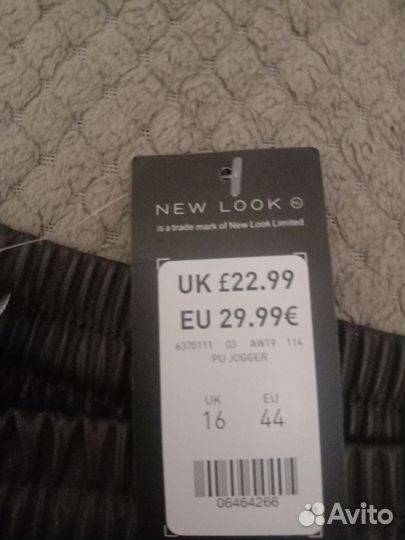 NEW LOOK
is a trade mark of New Look Limited
UK £22.99
EU 29.99€
6370111 03 AW19 114
PU JOGGER
UK EU
16 44
06464266
Avito